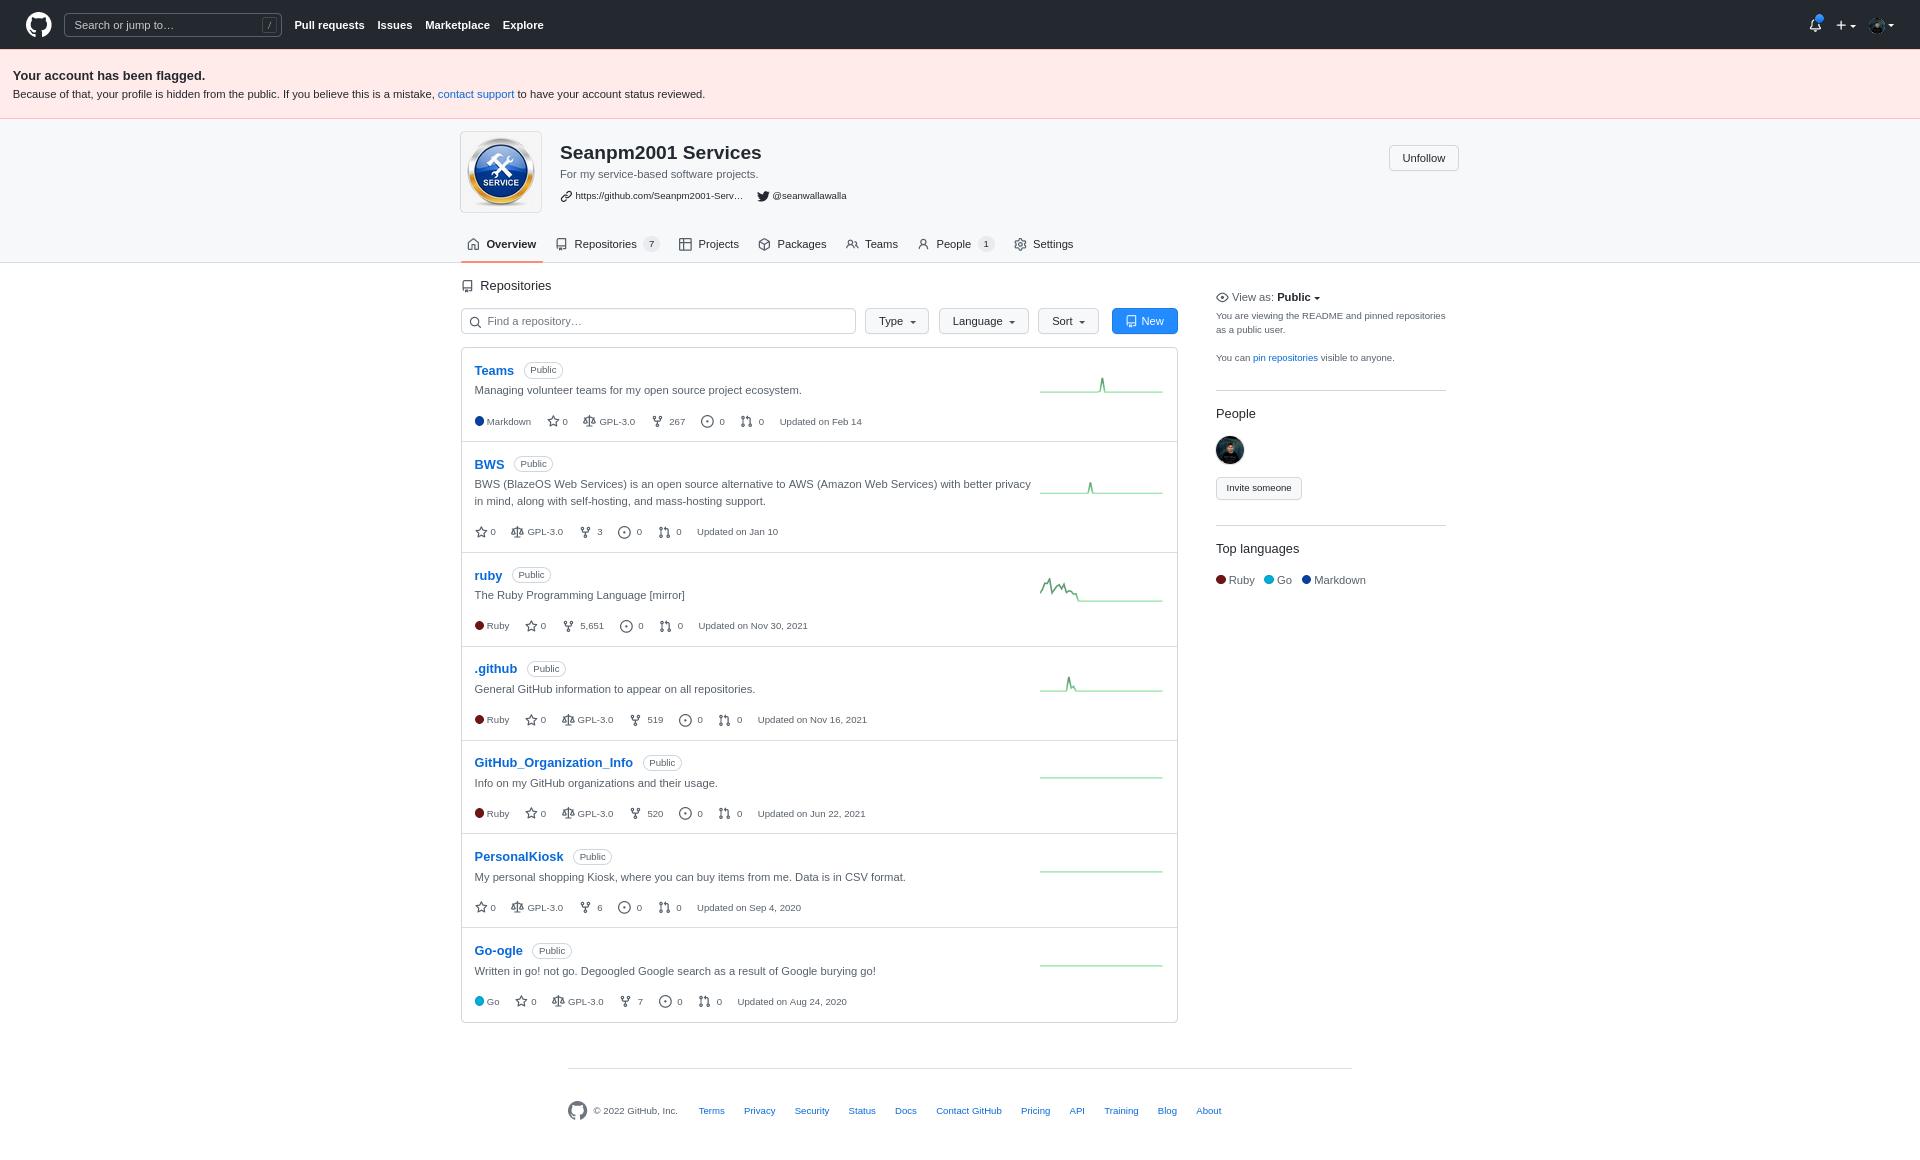 Search or jump to… /
Pull requests Issues Marketplace Explore
Your account has been flagged.
Because of that, your profile is hidden from the public. If you believe this is a mistake, contact support to have your account status reviewed.
SERVICE
Seanpm2001 Services
For my service-based software projects.
https://github.com/Seanpm2001-Serv… @seanwallawalla
Unfollow
Overview Repositories 7 Projects Packages Teams People 1 Settings
Repositories
Find a repository… Type Language Sort New
Teams Public
Managing volunteer teams for my open source project ecosystem.
Markdown 0 GPL-3.0 267 0 0 Updated on Feb 14
BWS Public
BWS (BlazeOS Web Services) is an open source alternative to AWS (Amazon Web Services) with better privacy
in mind, along with self-hosting, and mass-hosting support.
0 GPL-3.0 3 0 0 Updated on Jan 10
ruby Public
The Ruby Programming Language [mirror]
Ruby 0 5,651 0 0 Updated on Nov 30, 2021
.github Public
General GitHub information to appear on all repositories.
Ruby 0 GPL-3.0 519 0 0 Updated on Nov 16, 2021
GitHub_Organization_Info Public
Info on my GitHub organizations and their usage.
Ruby 0 GPL-3.0 520 0 0 Updated on Jun 22, 2021
PersonalKiosk Public
My personal shopping Kiosk, where you can buy items from me. Data is in CSV format.
0 GPL-3.0 6 0 0 Updated on Sep 4, 2020
Go-ogle Public
Written in go! not go. Degoogled Google search as a result of Google burying go!
Go 0 GPL-3.0 7 0 0 Updated on Aug 24, 2020
View as: Public
You are viewing the README and pinned repositories
as a public user.
You can pin repositories visible to anyone.
People
Invite someone
Top languages
Ruby Go Markdown
© 2022 GitHub, Inc. Terms Privacy Security Status Docs Contact GitHub Pricing API Training Blog About